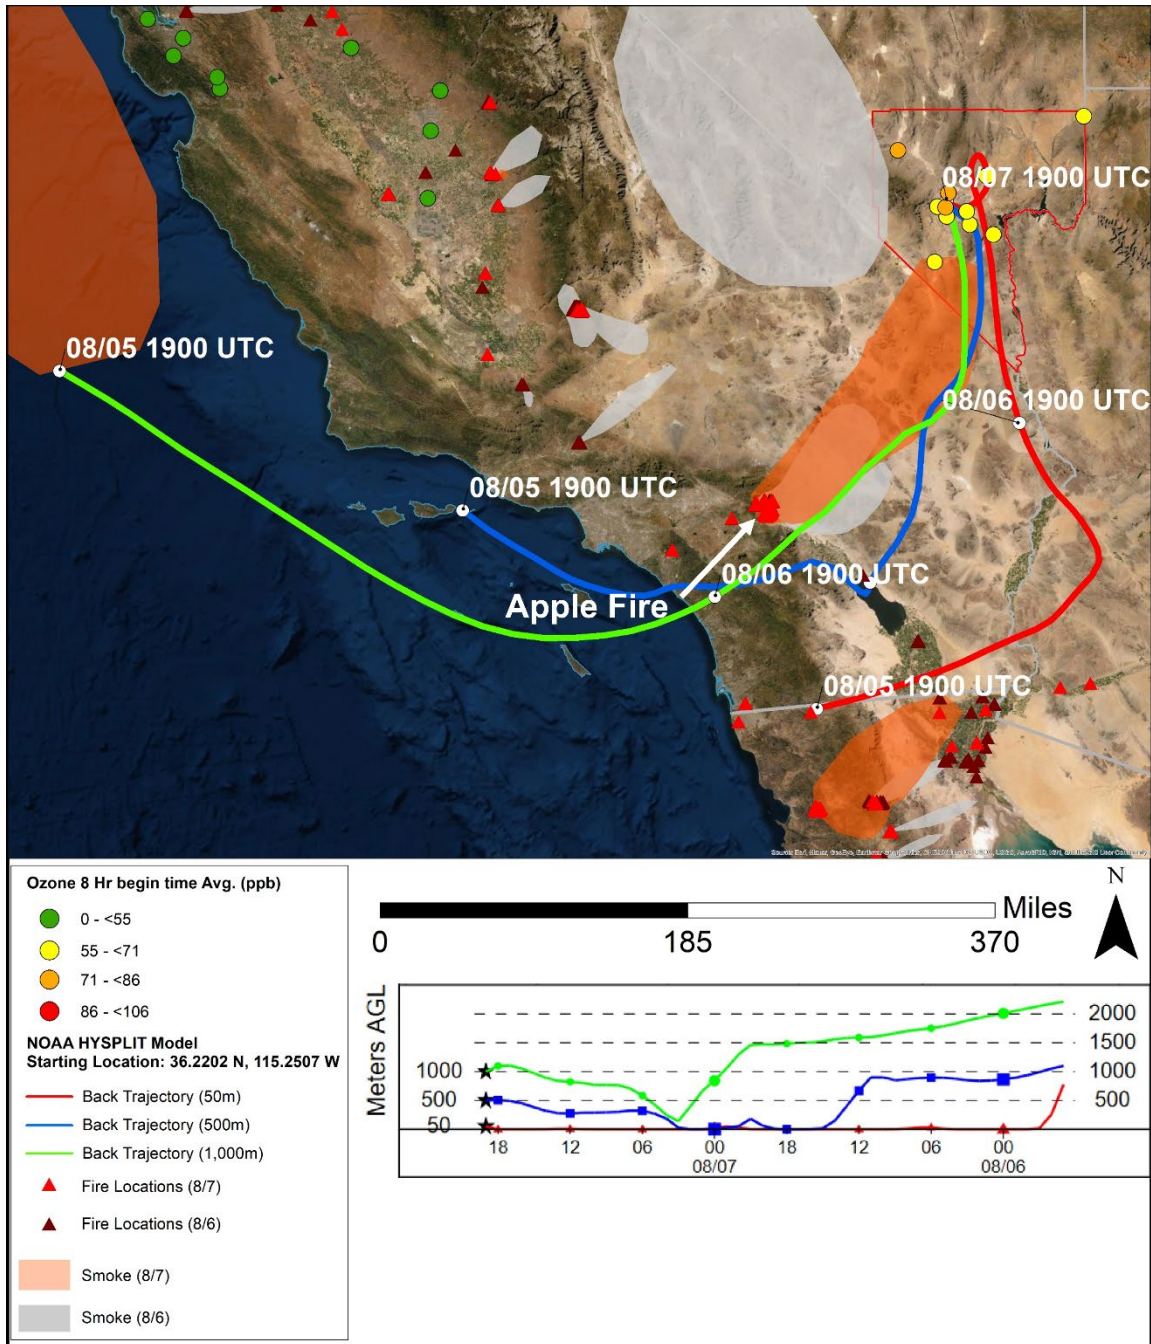 08/07 1900 UTC
08/05 1900 UTC
08/06 1900 UTC
08/05 1900 UTC
08/06 1900 UTC
Apple Fire
08/05 1900 UTC
Ozone 8 Hr begin time Avg. (ppb)
0 - <55
55 - <71
71 - <86
86 - <106
NOAA HYSPLIT Model
Starting Location: 36.2202 N, 115.2507 W
Back Trajectory (50m)
Back Trajectory (500m)
Back Trajectory (1,000m)
Fire Locations (8/7)
Fire Locations (8/6)
Smoke (8/7)
Smoke (8/6)
N
Miles
0 185 370
Meters AGL
1000
500
50
2000
1500
1000
500
18 12 06 00 18 12 06 00
08/07 08/06